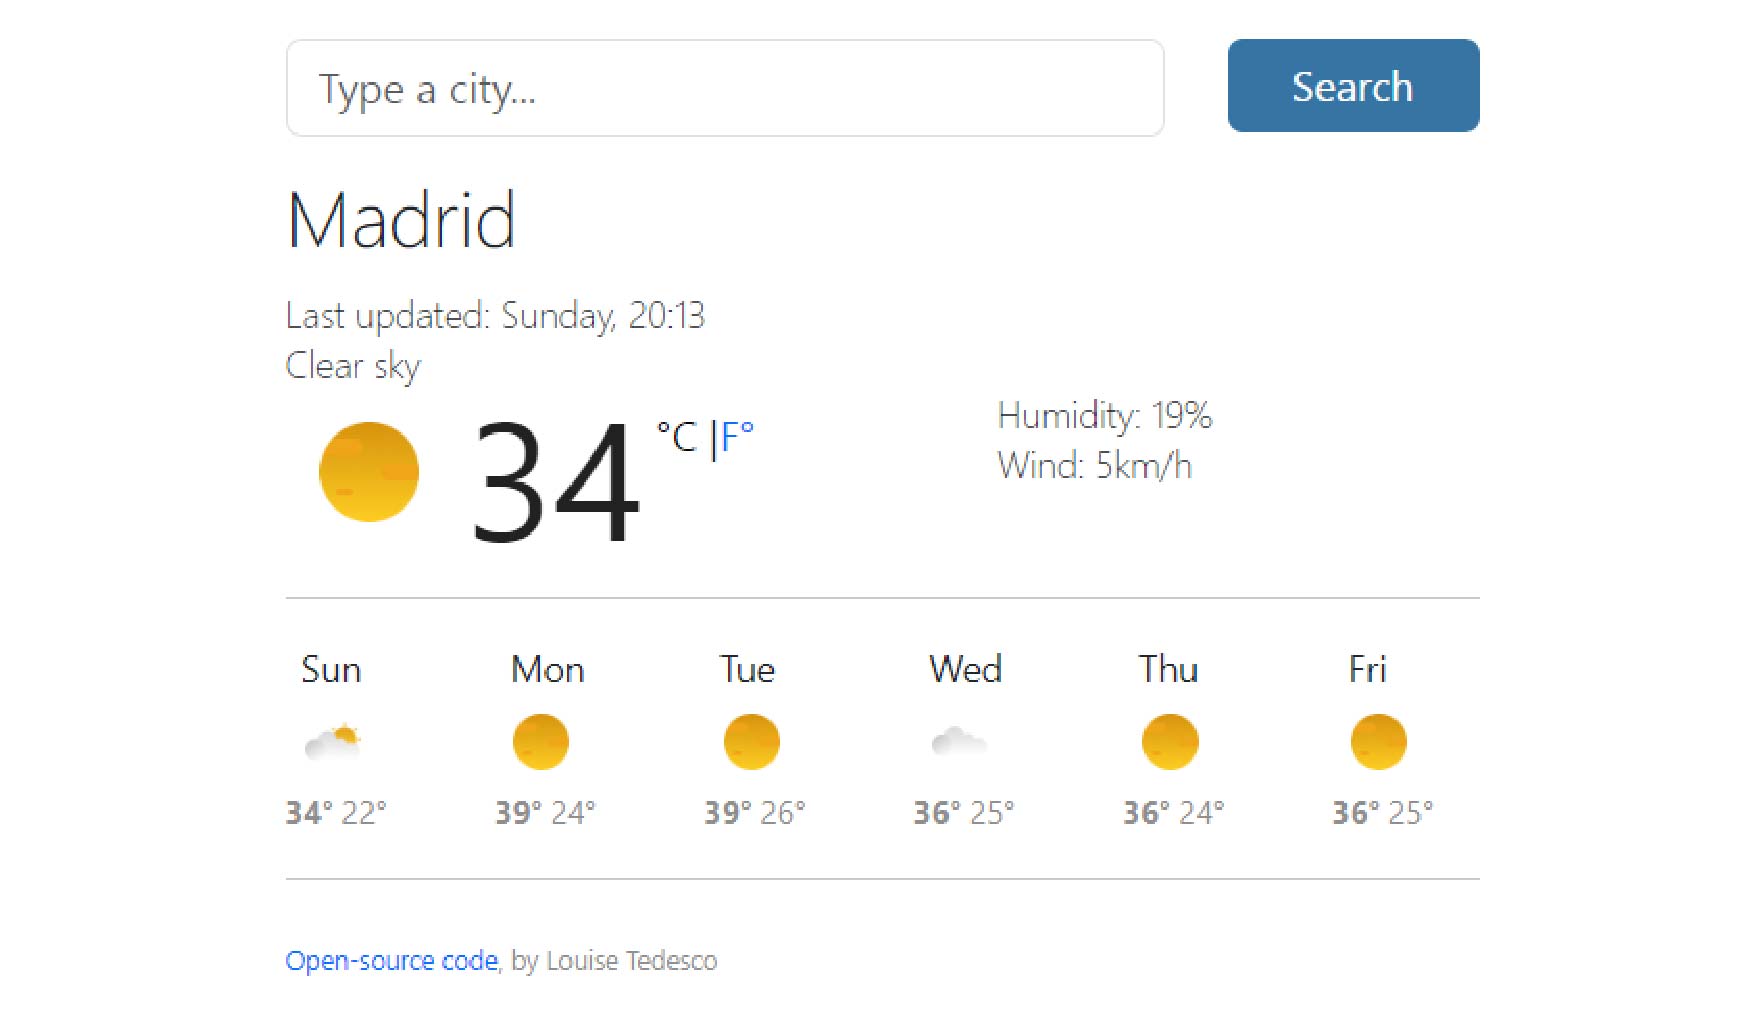 Type a city...
Search
Madrid
Last updated: Sunday, 20:13
Clear sky
34 °C |F°
Humidity: 19%
Wind: 5km/h
Sun Mon Tue Wed Thu Fri
34° 22° 39° 24° 39° 26° 36° 25° 36° 24° 36° 25°
Open-source code, by Louise Tedesco